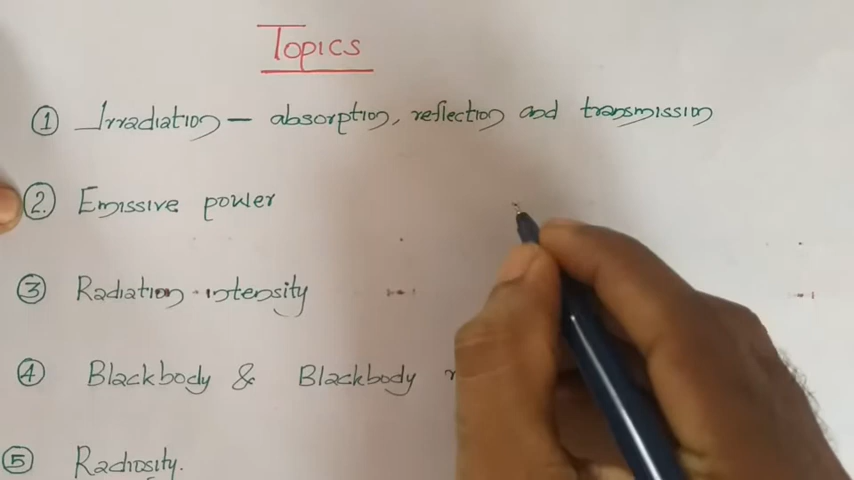 Topics
① Irradiation — absorption, reflection and transmission
② Emissive power
③ Radiation intensity
④ Blackbody & Blackbody
⑤ Radiosity.